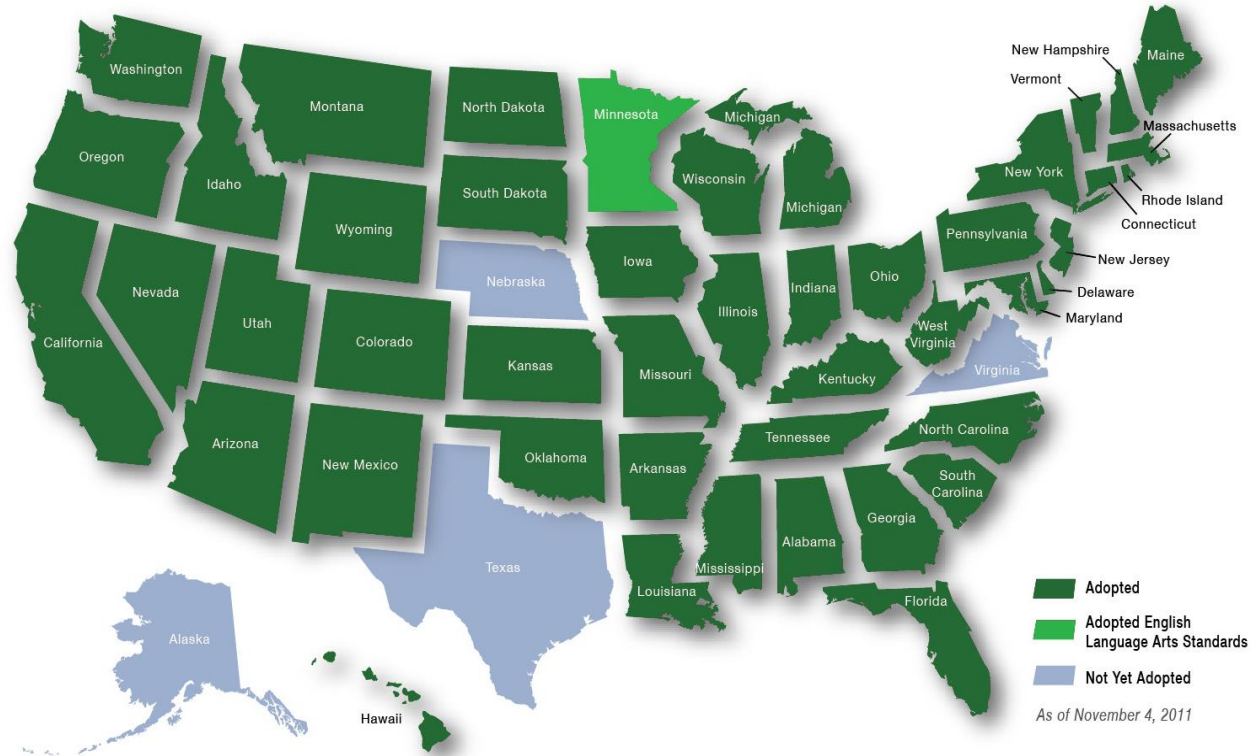 New Hampshire
Maine
Vermont
Washington
Montana
North Dakota
Minnesota
Michigan
Massachusetts
Oregon
Idaho
South Dakota
Wisconsin
Michigan
New York
Rhode Island
Connecticut
Wyoming
Pennsylvania
New Jersey
Iowa
Nebraska
Nevada
Utah
Illinois
Indiana
Ohio
Delaware
Maryland
West
Virginia
California
Colorado
Kansas
Missouri
Kentucky
Virginia
Arizona
New Mexico
Oklahoma
Arkansas
Tennessee
North Carolina
South
Carolina
Georgia
Alabama
Mississippi
Texas
Louisiana
Florida
Alaska
Hawaii
Adopted
Adopted English
Language Arts Standards
Not Yet Adopted
As of November 4, 2011